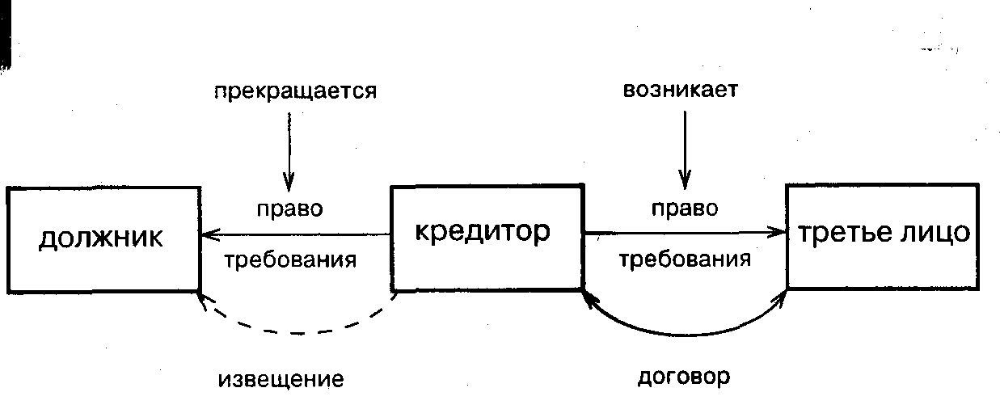 прекращается
возникает
право
право
должник
кредитор
третье лицо
требования
требования
извещение
договор